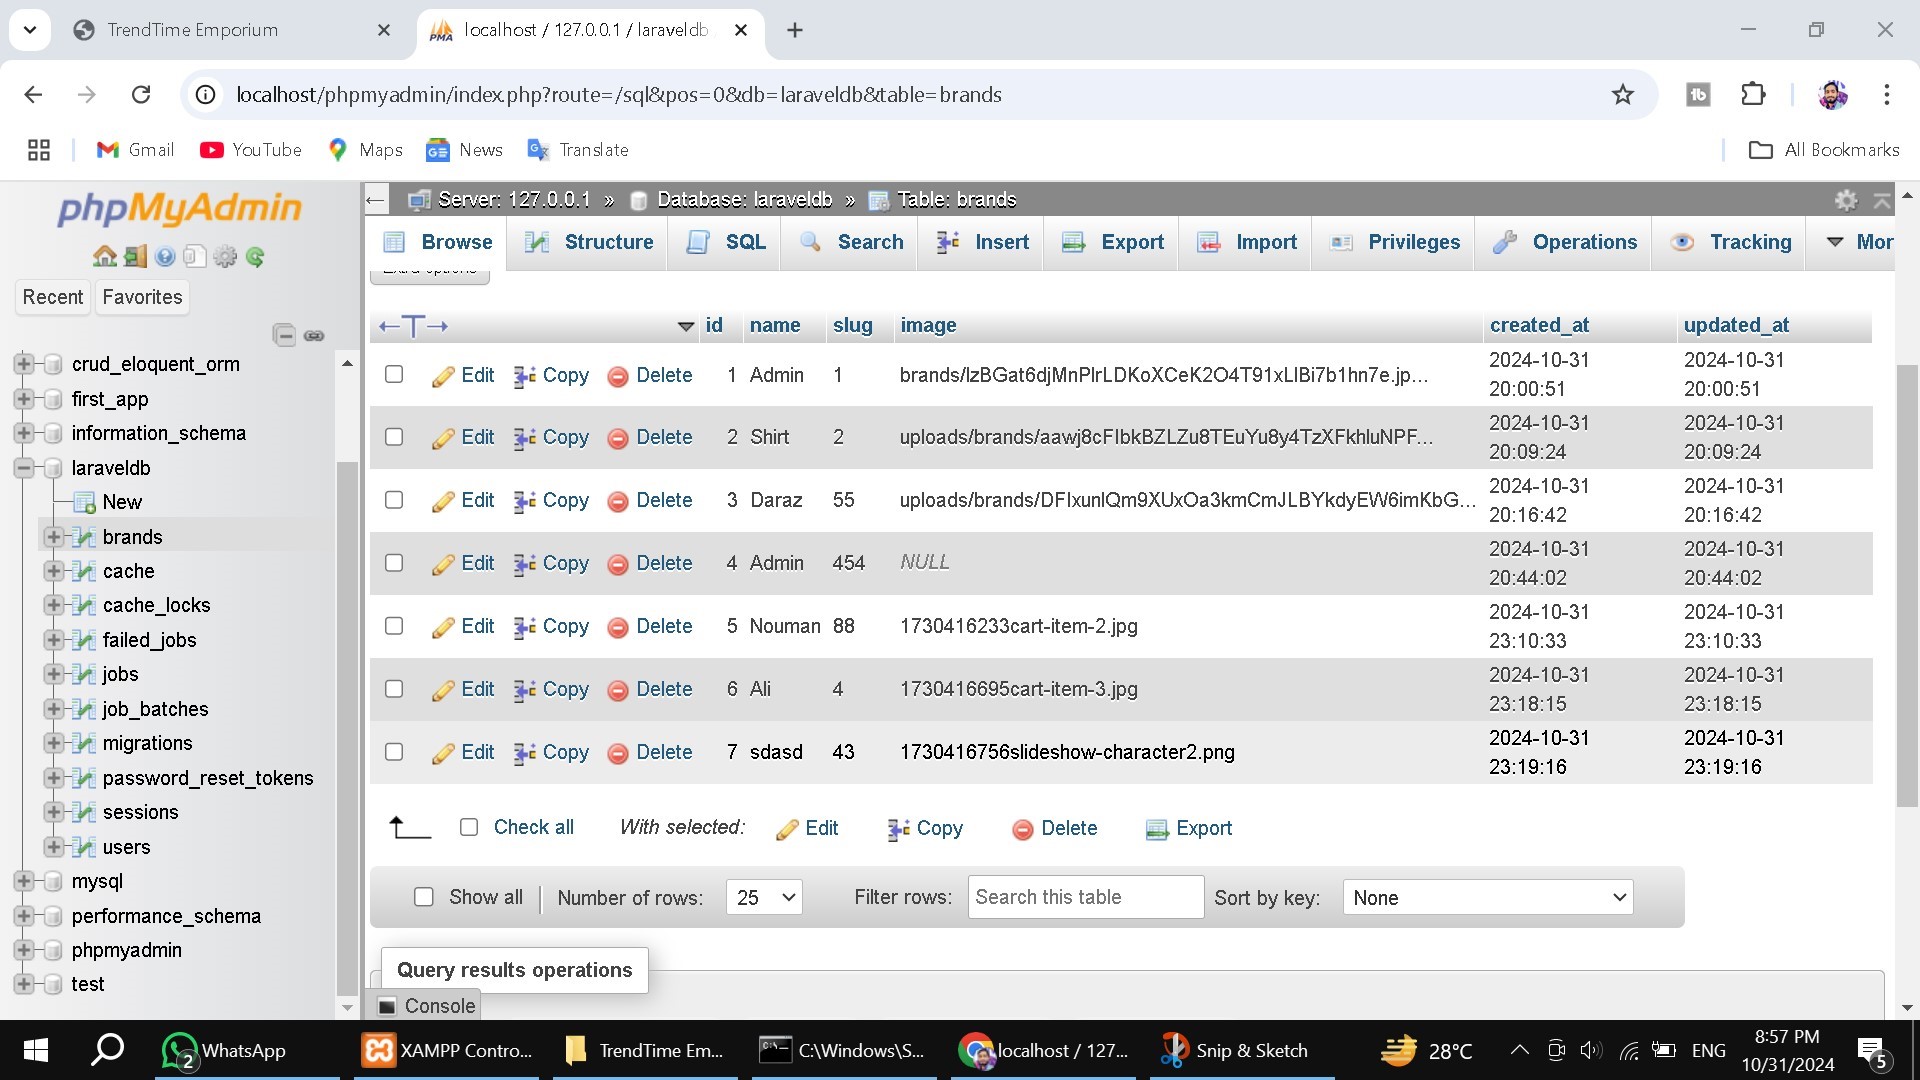 TrendTime Emporium
localhost / 127.0.0.1 / laraveldb
localhost/phpmyadmin/index.php?route=/sql&pos=0&db=laraveldb&table=brands
Gmail YouTube Maps News Translate All Bookmarks
phpMyAdmin
Recent Favorites
crud_eloquent_orm
first_app
information_schema
laraveldb
New
brands
cache
cache_locks
failed_jobs
jobs
job_batches
migrations
password_reset_tokens
sessions
users
mysql
performance_schema
phpmyadmin
test
Server: 127.0.0.1 » Database: laraveldb » Table: brands
Browse Structure SQL Search Insert Export Import Privileges Operations Tracking Mor
Extra options
id name slug image created_at updated_at
Edit Copy Delete 1 Admin 1 2024-10-31 20:00:51 2024-10-31 20:00:51
Edit Copy Delete 2 Shirt 2 2024-10-31 20:09:24 2024-10-31 20:09:24
Edit Copy Delete 3 Daraz 55 2024-10-31 20:16:42 2024-10-31 20:16:42
Edit Copy Delete 4 Admin 454 NULL 2024-10-31 20:44:02 2024-10-31 20:44:02
Edit Copy Delete 5 Nouman 88 1730416233cart-item-2.jpg 2024-10-31 23:10:33 2024-10-31 23:10:33
Edit Copy Delete 6 Ali 4 1730416695cart-item-3.jpg 2024-10-31 23:18:15 2024-10-31 23:18:15
Edit Copy Delete 7 sdasd 43 1730416756slideshow-character2.png 2024-10-31 23:19:16 2024-10-31 23:19:16
Check all With selected: Edit Copy Delete Export
Show all Number of rows: 25 Filter rows: Search this table Sort by key: None
Query results operations
Console
2 WhatsApp XAMPP Contro... TrendTime Em... C:\Windows\S... localhost / 127... Snip & Sketch 28°C ENG 8:57 PM 10/31/2024 5